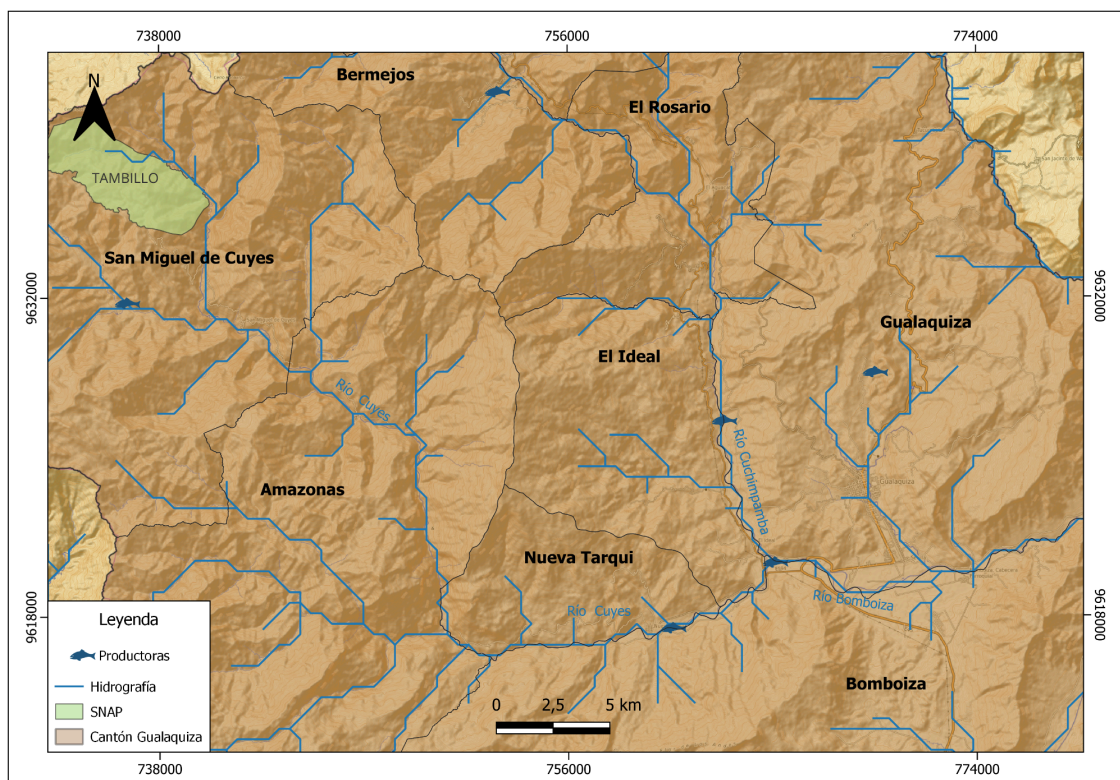 738000
756000
774000
N
Bermejos
El Rosario
TAMBILLO
San Miguel de Cuyes
9632000
9632000
Gualaquiza
El Ideal
Río Cuyes
Río Cuchimpamba
Amazonas
Gualaquiza
Nueva Tarqui
Río Cuyes
Río Bomboiza
9618000
9618000
Leyenda
Productoras
Hidrografía
SNAP
Cantón Gualaquiza
Bomboiza
0 2,5 5 km
738000
756000
774000